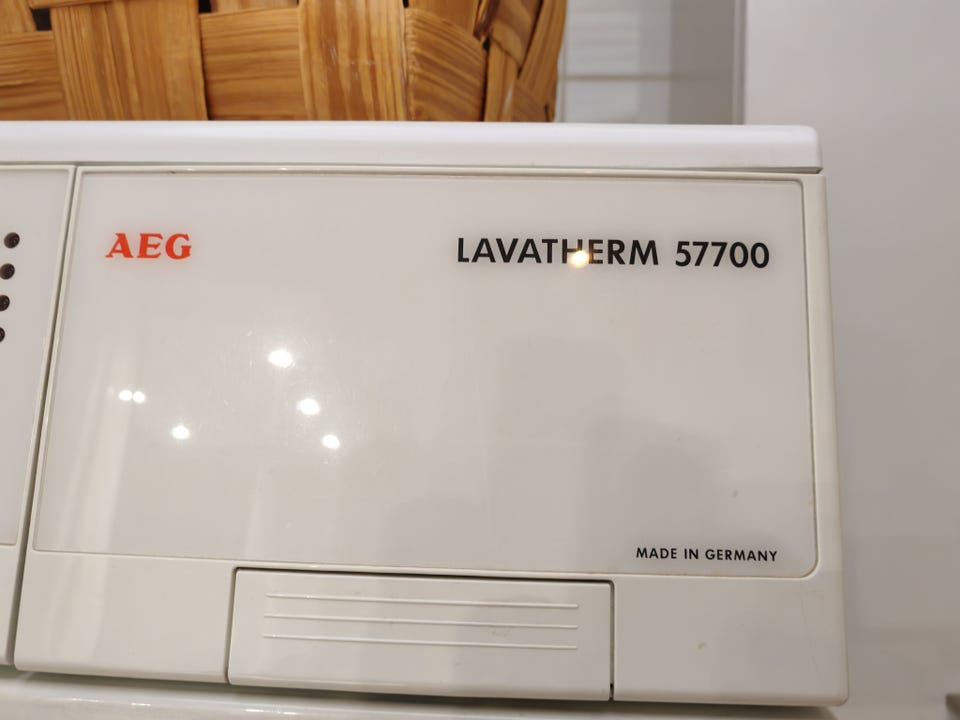 AEG
LAVATHERM 57700
MADE IN GERMANY